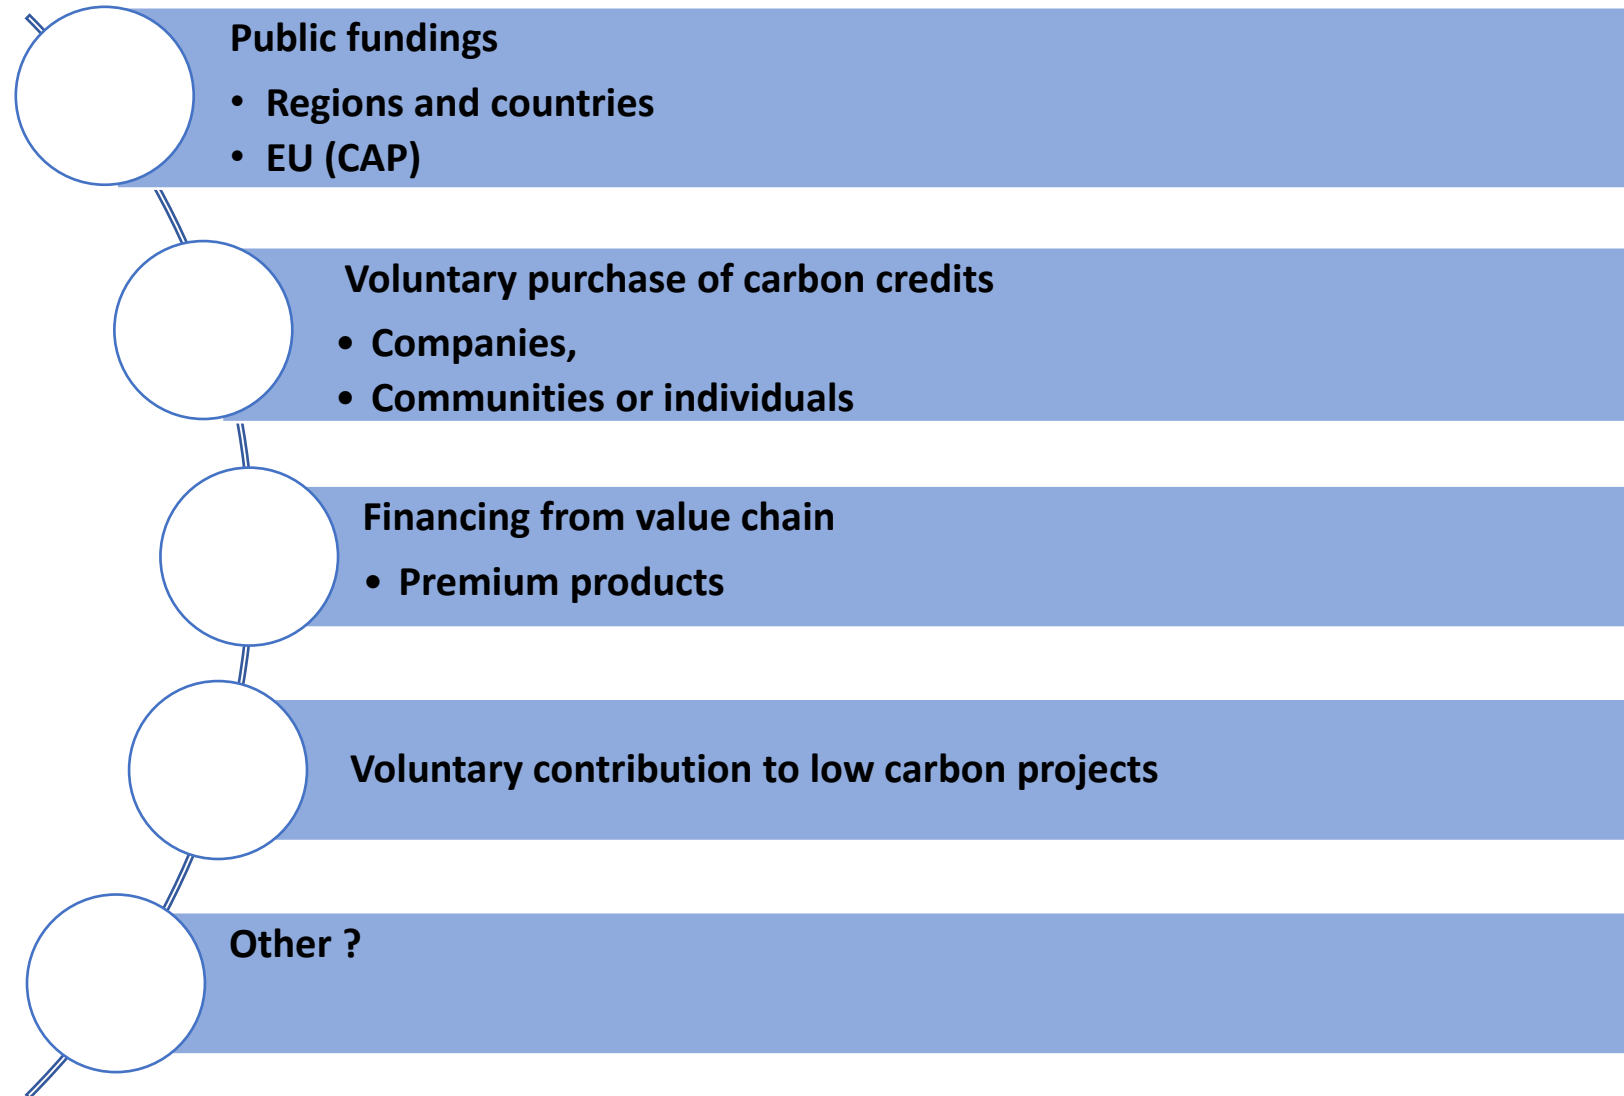 Public fundings
• Regions and countries
• EU (CAP)
Voluntary purchase of carbon credits
• Companies,
• Communities or individuals
Financing from value chain
• Premium products
Voluntary contribution to low carbon projects
Other ?